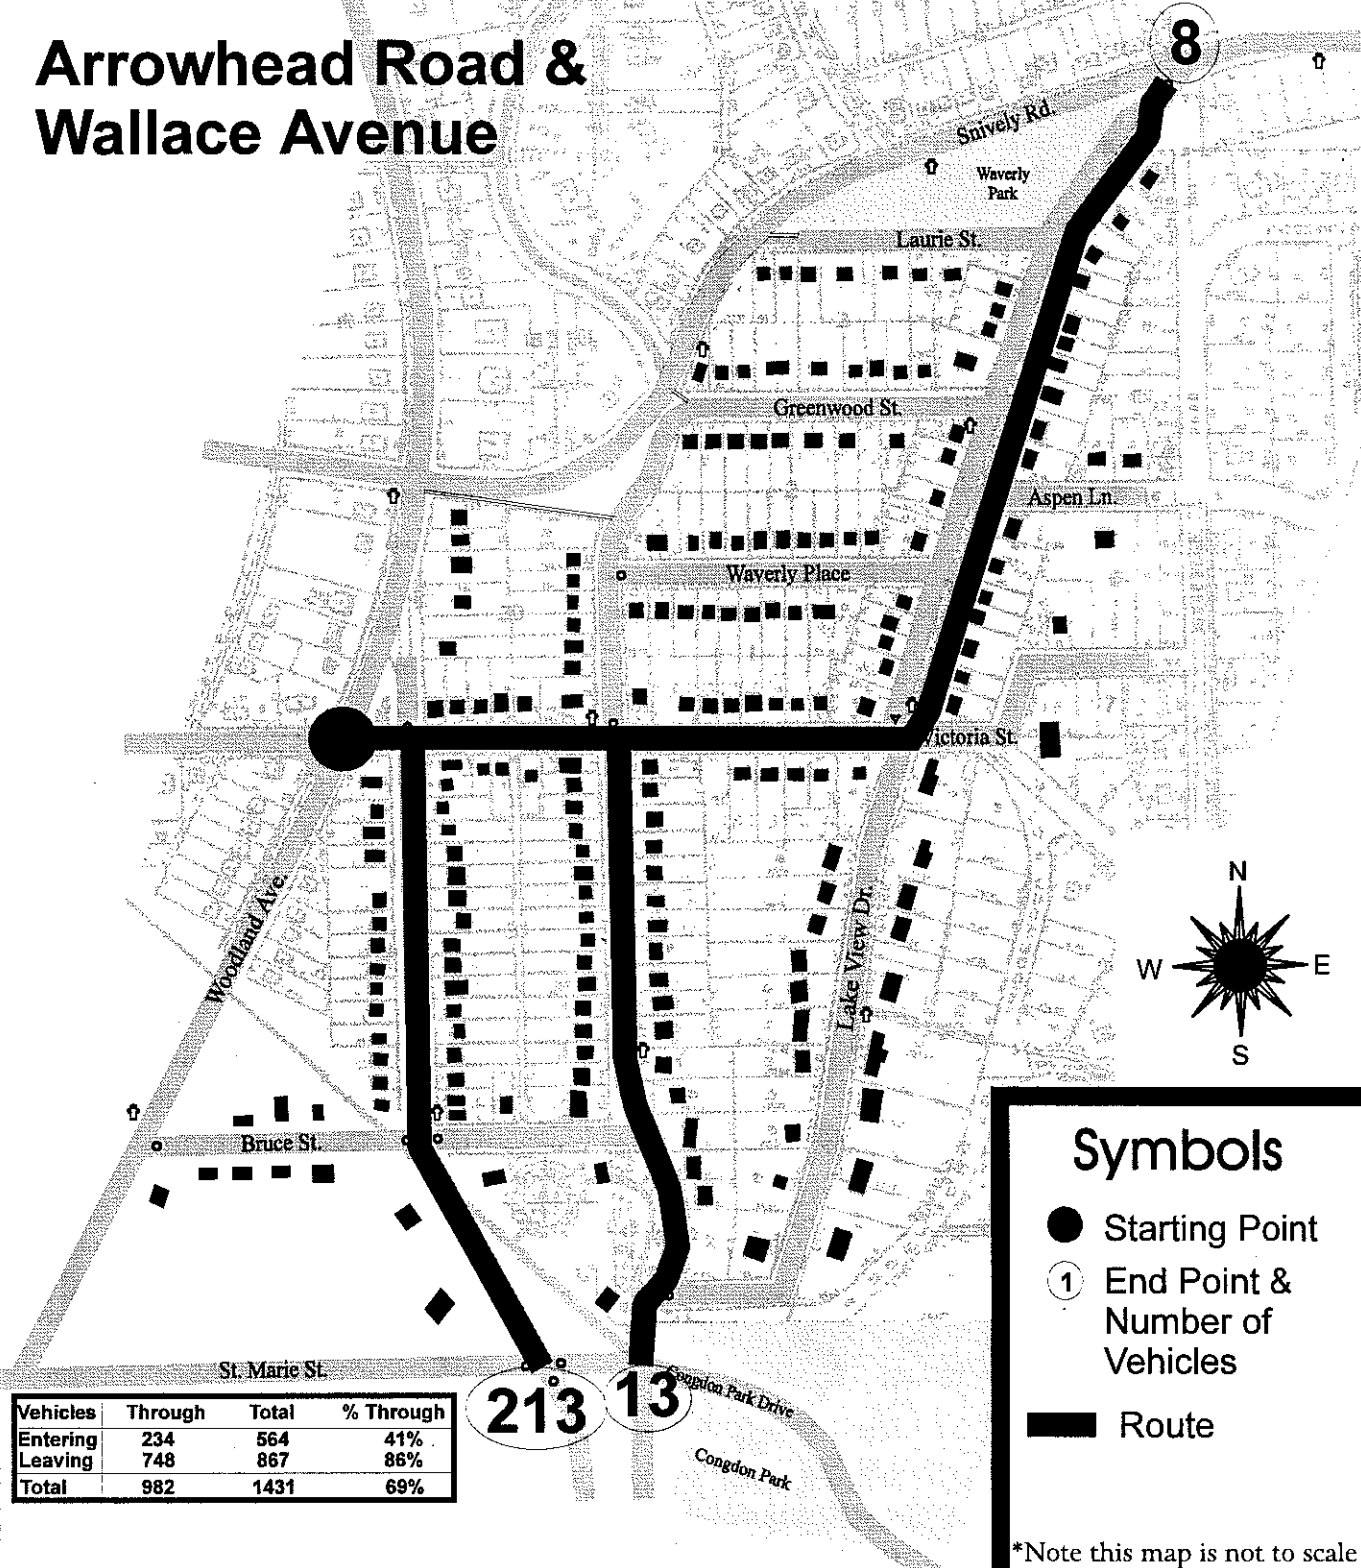 Arrowhead Road &
Wallace Avenue
8
Snively Rd.
Waverly
Park
Laurie St.
Greenwood St.
Aspen Ln.
Waverly Place
Victoria St.
Woodland Ave.
Lake View Dr.
N
W E
S
Bruce St.
St. Marie St.
213
13
Congdon Park Drive
Congdon Park
Vehicles Through Total % Through
Entering 234 564 41%
Leaving 748 867 86%
Total 982 1431 69%
Symbols
Starting Point
1 End Point &
Number of
Vehicles
Route
*Note this map is not to scale